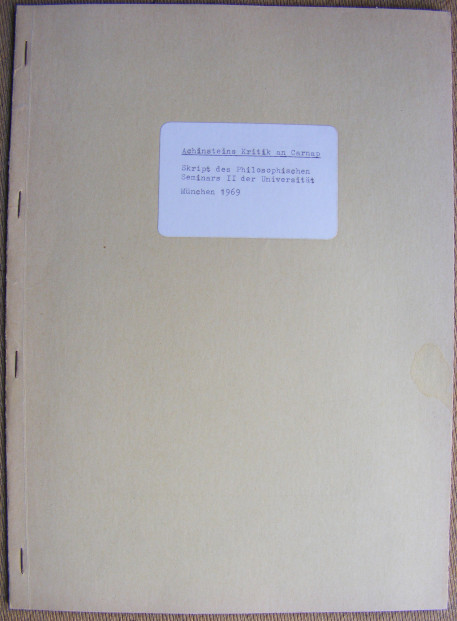 Achinsteins Kritik an Carnap
Skript des Philosophischen
Seminars II der Universität
München 1969